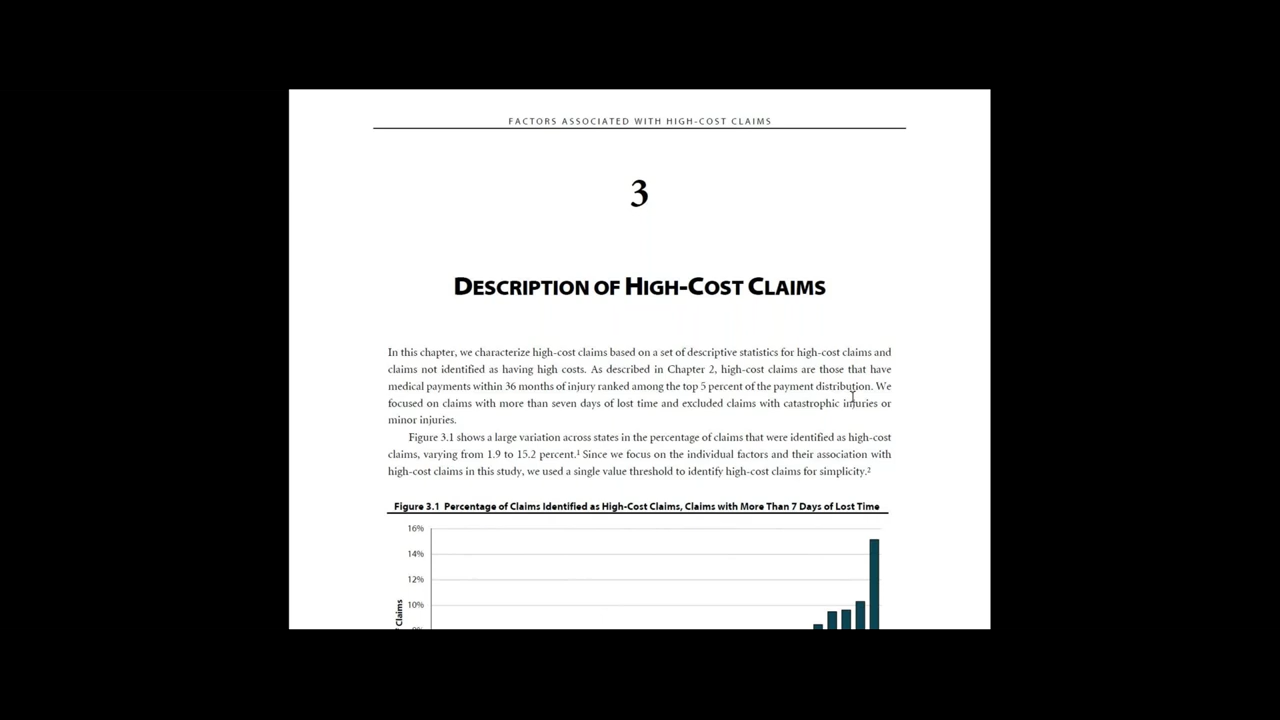 FACTORS ASSOCIATED WITH HIGH-COST CLAIMS
3
DESCRIPTION OF HIGH-COST CLAIMS
In this chapter, we characterize high-cost claims based on a set of descriptive statistics for high-cost claims and
claims not identified as having high costs. As described in Chapter 2, high-cost claims are those that have
medical payments within 36 months of injury ranked among the top 5 percent of the payment distribution. We
focused on claims with more than seven days of lost time and excluded claims with catastrophic injuries or
minor injuries.
Figure 3.1 shows a large variation across states in the percentage of claims that were identified as high-cost
claims, varying from 1.9 to 15.2 percent.¹ Since we focus on the individual factors and their association with
high-cost claims in this study, we used a single value threshold to identify high-cost claims for simplicity.²
Figure 3.1 Percentage of Claims Identified as High-Cost Claims, Claims with More Than 7 Days of Lost Time
16%
14%
12%
10%
Claims